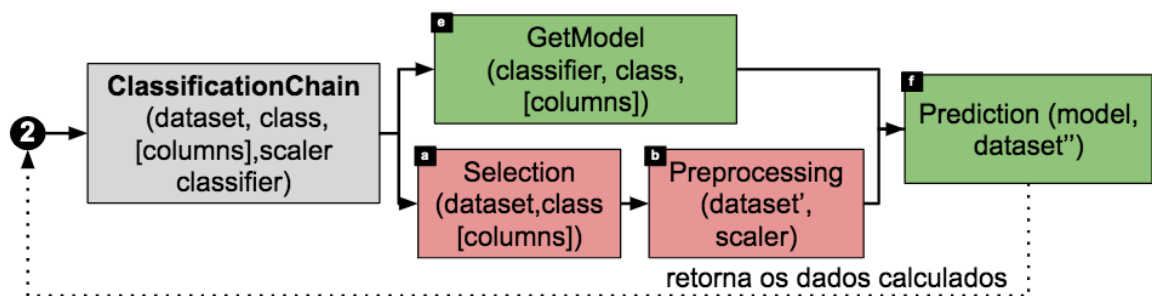 2
ClassificationChain
(dataset, class,
[columns],scaler
classifier)
e
GetModel
(classifier, class,
[columns])
a
Selection
(dataset,class
[columns])
b
Preprocessing
(dataset’,
scaler)
f
Prediction (model,
dataset’’)
retorna os dados calculados